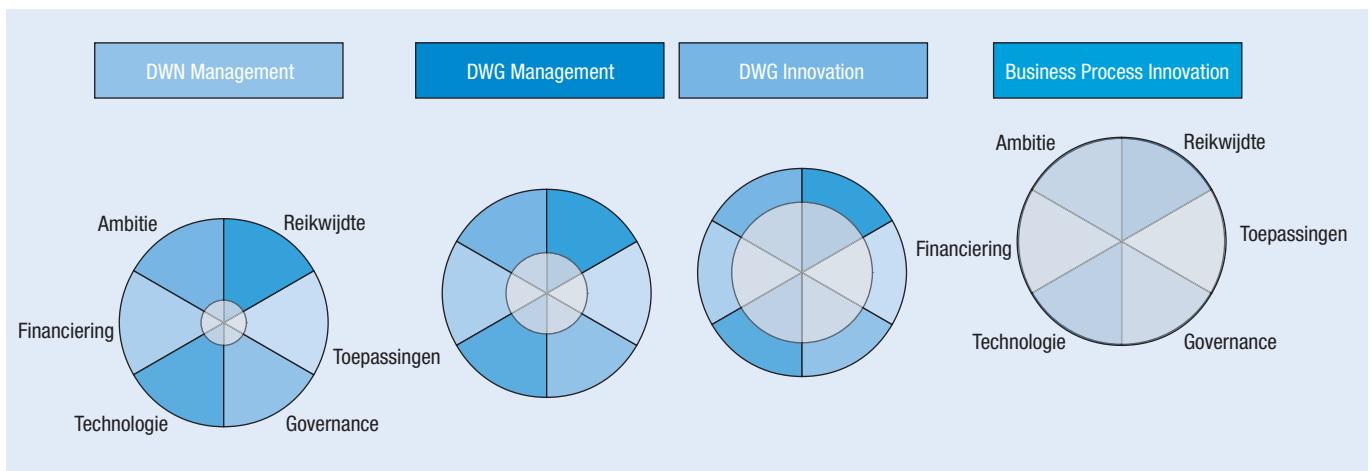 DWN Management
DWG Management
DWG Innovation
Business Process Innovation
Ambitie
Reikwijdte
Financiering
Toepassingen
Technologie
Governance
Ambitie
Reikwijdte
Financiering
Toepassingen
Technologie
Governance